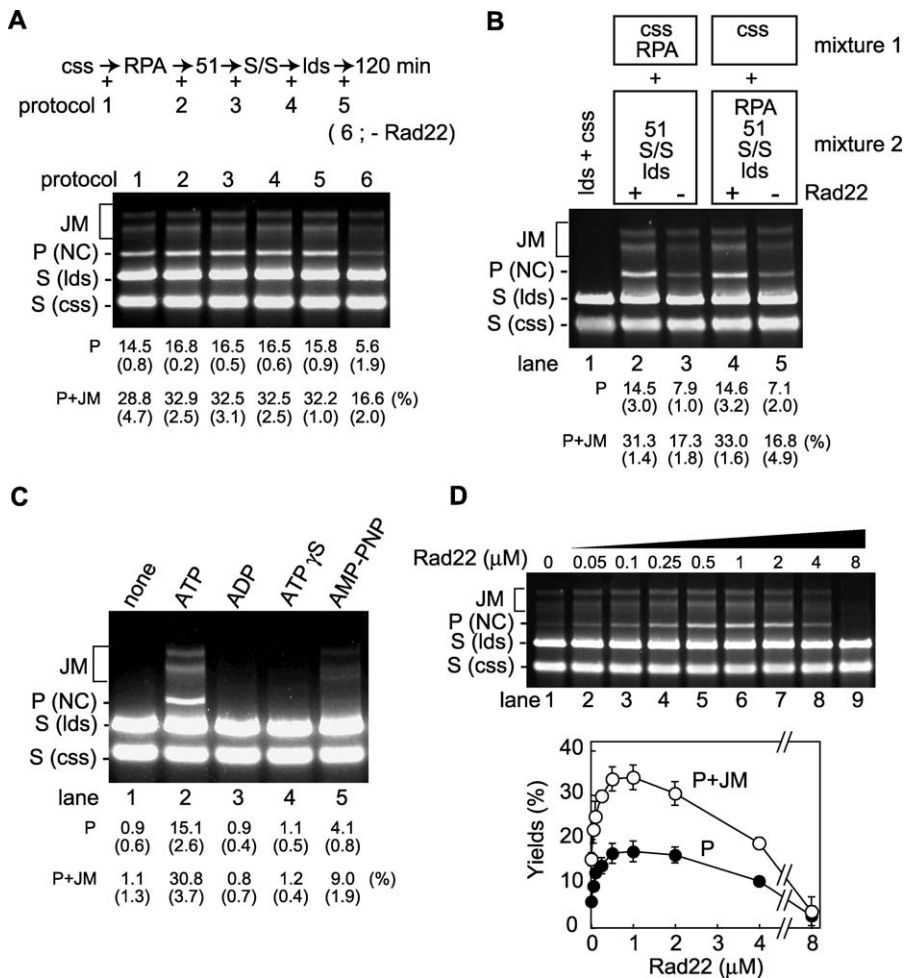 A
css → RPA → 51 → S/S → lds → 120 min
+ + + + +
protocol 1 2 3 4 5
( 6 ; - Rad22)
protocol 1 2 3 4 5 6
JM
P (NC) -
S (lds) -
S (css) -
P 14.5 16.8 16.5 16.5 15.8 5.6
(0.8) (0.2) (0.5) (0.6) (0.9) (1.9)
P+JM 28.8 32.9 32.5 32.5 32.2 16.6 (%)
(4.7) (2.5) (3.1) (2.5) (1.0) (2.0)
B
css css mixture 1
RPA
+ +
lds + css
51 RPA mixture 2
S/S 51
lds S/S
lds
+ - + - Rad22
JM
P (NC) -
S (lds) -
S (css) -
lane 1 2 3 4 5
P 14.5 7.9 14.6 7.1
(3.0) (1.0) (3.2) (2.0)
P+JM 31.3 17.3 33.0 16.8 (%)
(1.4) (1.8) (1.6) (4.9)
C
none ATP ADP ATPγS AMP-PNP
JM
P (NC) -
S (lds) -
S (css) -
lane 1 2 3 4 5
P 0.9 15.1 0.9 1.1 4.1
(0.6) (2.6) (0.4) (0.5) (0.8)
P+JM 1.1 30.8 0.8 1.2 9.0 (%)
(1.3) (3.7) (0.7) (0.4) (1.9)
D
Rad22 (μM) 0 0.05 0.1 0.25 0.5 1 2 4 8
JM
P (NC) -
S (lds) -
S (css) -
lane 1 2 3 4 5 6 7 8 9
40
30
20
10
0
Yields (%)
P+JM
P
0 1 2 4 8
Rad22 (μM)